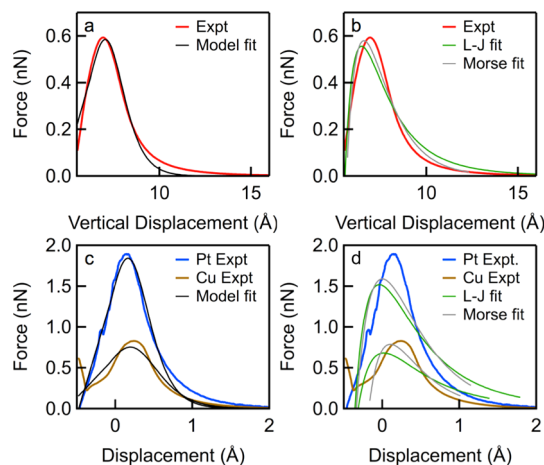 a
Expt
Model fit
0.6
0.4
0.2
0.0
Force (nN)
10
15
Vertical Displacement (Å)
b
Expt
L-J fit
Morse fit
0.6
0.4
0.2
0.0
Force (nN)
10
15
Vertical Displacement (Å)
c
Pt Expt
Cu Expt
Model fit
2.0
1.5
1.0
0.5
0.0
Force (nN)
0
1
2
Displacement (Å)
d
Pt Expt.
Cu Expt
L-J fit
Morse fit
2.0
1.5
1.0
0.5
0.0
Force (nN)
0
1
2
Displacement (Å)